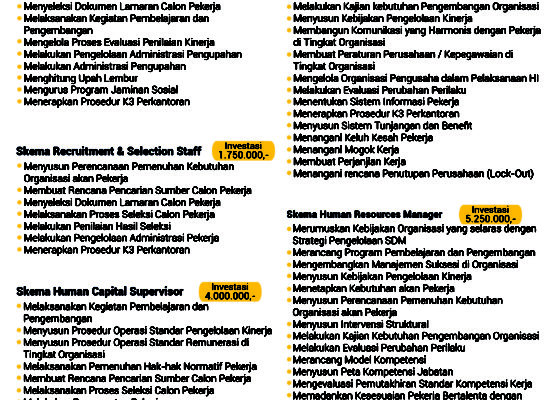 Menyeleksi Dokumen Lamaran Calon Pekerja
Melaksanakan Kegiatan Pembelajaran dan
Pengembangan
Mengelola Proses Evaluasi Penilaian Kinerja
Melakukan Pengelolaan Administrasi Pengupahan
Melakukan Administrasi Pengupahan
Menghitung Upah Lembur
Mengurus Program Jaminan Sosial
Menerapkan Prosedur K3 Perkantoran
Skema Recruitment & Selection Staff
Investasi
1.750.000,-
Menyusun Perencanaan Pemenuhan Kebutuhan
Organisasi akan Pekerja
Membuat Rencana Pencarian Sumber Calon Pekerja
Menyeleksi Dokumen Lamaran Calon Pekerja
Melaksanakan Proses Seleksi Calon Pekerja
Melakukan Penilaian Hasil Seleksi
Melakukan Pengelolaan Administrasi Pekerja
Menerapkan Prosedur K3 Perkantoran
Skema Human Capital Supervisor
Investasi
4.000.000,-
Melaksanakan Kegiatan Pembelajaran dan
Pengembangan
Menyusun Prosedur Operasi Standar Pengelolaan Kinerja
Menyusun Prosedur Operasi Standar Remunerasi di
Tingkat Organisasi
Melaksanakan Pemenuhan Hak-hak Normatif Pekerja
Membuat Rencana Pencarian Sumber Calon Pekerja
Melaksanakan Proses Seleksi Calon Pekerja
Melakukan Kajian kebutuhan Pengembangan Organisasi
Menyusun Kebijakan Pengelolaan Kinerja
Membangun Komunikasi yang Harmonis dengan Pekerja
di Tingkat Organisasi
Membuat Peraturan Perusahaan / Kepegawaian di
Tingkat Organisasi
Mengelola Organisasi Pengusaha dalam Pelaksanaan HI
Melakukan Evaluasi Perubahan Perilaku
Menentukan Sistem Informasi Pekerja
Menerapkan Prosedur K3 Perkantoran
Menyusun Sistem Tunjangan dan Benefit
Menangani Keluh Kesah Pekerja
Menangani Mogok Kerja
Membuat Perjanjian Kerja
Menangani rencana Penutupan Perusahaan (Lock-Out)
Skema Human Resources Manager
Investasi
5.250.000,-
Merumuskan Kebijakan Organisasi yang selaras dengan
Strategi Pengelolaan SDM
Merancang Program Pembelajaran dan Pengembangan
Mengembangkan Manajemen Suksesi di Organisasi
Menyusun Kebijakan Pengelolaan Kinerja
Menetapkan Kebutuhan akan Pekerja
Menyusun Perencanaan Pemenuhan Kebutuhan
Organisasi akan Pekerja
Menyusun Intervensi Struktural
Melakukan Kajian Kebutuhan Pengembangan Organisasi
Melakukan Evaluasi Perubahan Perilaku
Merancang Model Kompetensi
Menyusun Peta Kompetensi Jabatan
Mengevaluasi Pemutakhiran Standar Kompetensi Kerja
Memadankan Kesesuaian Pekerja Bertalenta dengan